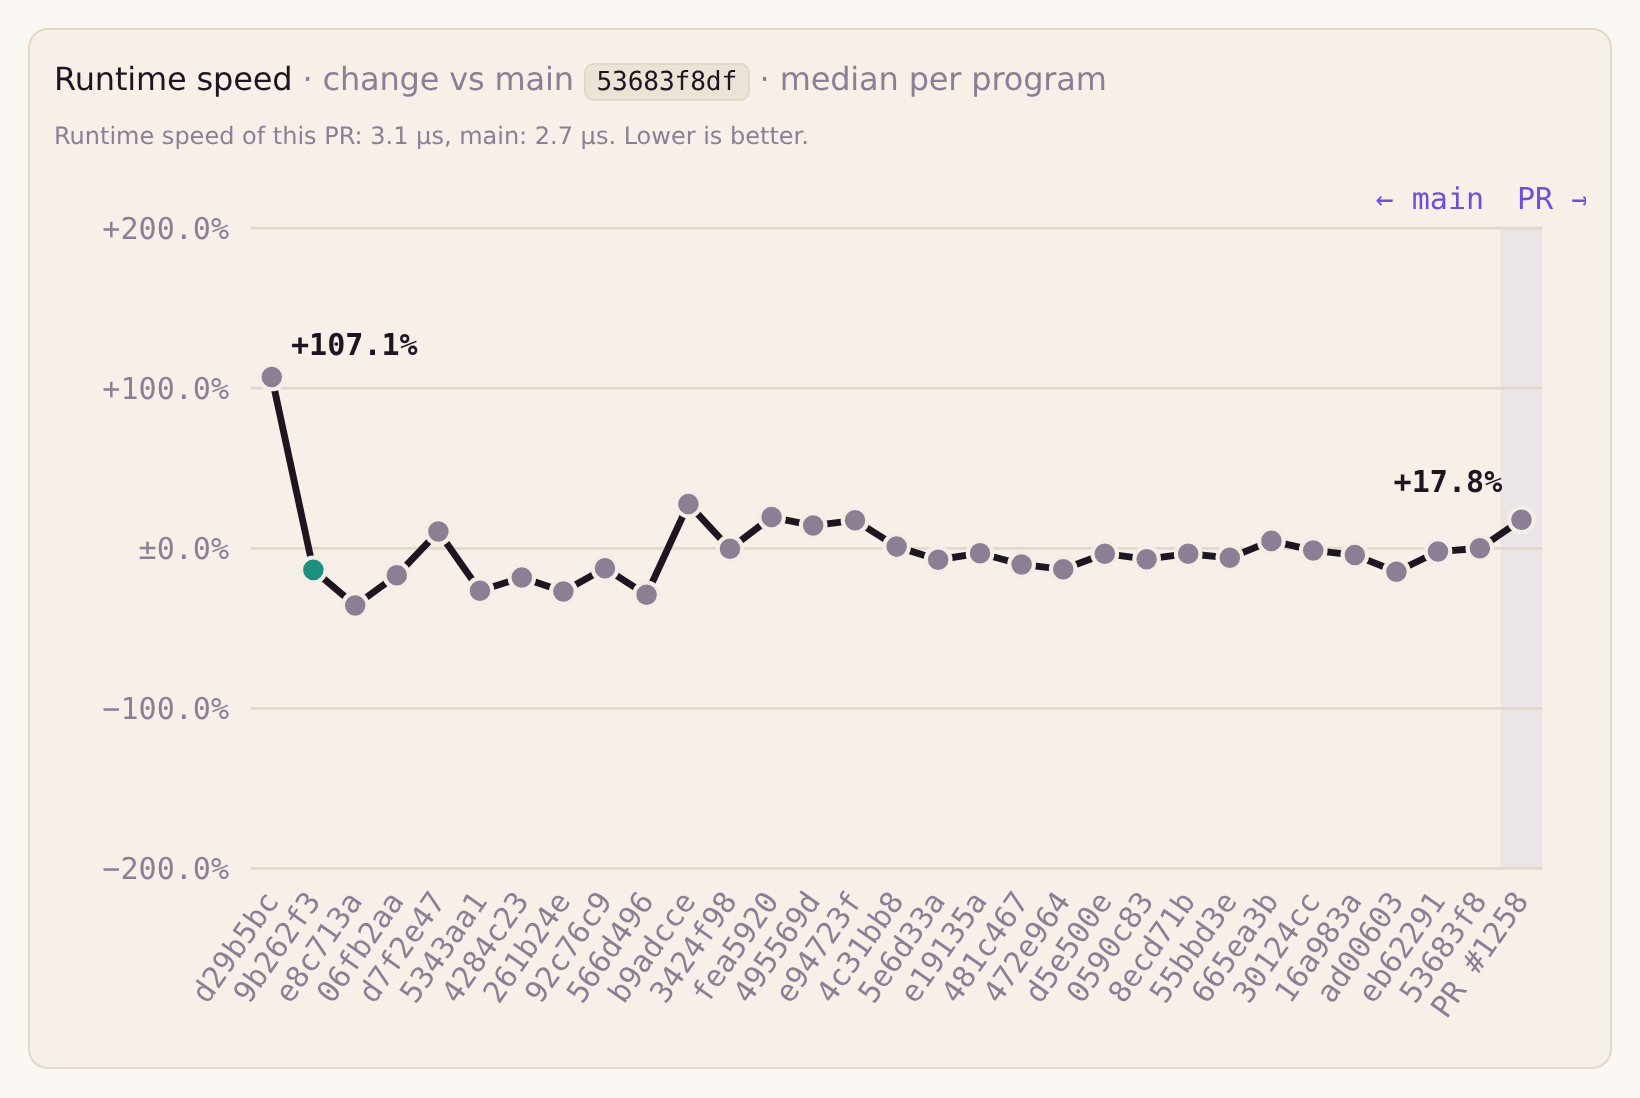 Runtime speed · change vs main 53683f8df · median per program
Runtime speed of this PR: 3.1 µs, main: 2.7 µs. Lower is better.
← main PR →
+200.0%
+107.1%
+100.0%
+17.8%
±0.0%
−100.0%
−200.0%
d29b5bc
9b262f3
e8c713a
06fb2aa
d7f2e47
5343aa1
4284c23
261b24e
92c76c9
566d496
b9adcce
3424f98
fea5920
495569d
e94723f
4c31bb8
5e6d33a
e19135a
481c467
472e964
d5e500e
0590c83
8ecd71b
55bbd3e
665ea3b
30124cc
16a983a
ad00603
eb62291
53683f8
PR #1258